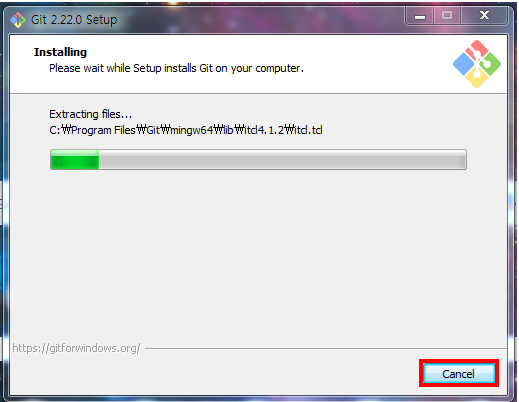 Git 2.22.0 Setup
Installing
Please wait while Setup installs Git on your computer.
Extracting files...
C:₩Program Files₩Git₩mingw64₩lib₩itcl4.1.2₩itcl.tcl
https://gitforwindows.org/
Cancel